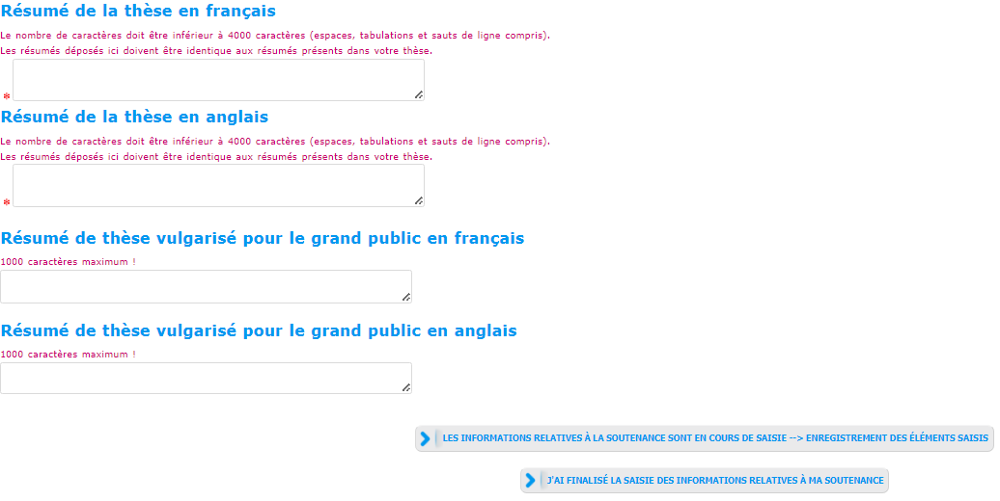 Résumé de la thèse en français
Le nombre de caractères doit être inférieur à 4000 caractères (espaces, tabulations et sauts de ligne compris).
Les résumés déposés ici doivent être identique aux résumés présents dans votre thèse.
*
Résumé de la thèse en anglais
Le nombre de caractères doit être inférieur à 4000 caractères (espaces, tabulations et sauts de ligne compris).
Les résumés déposés ici doivent être identique aux résumés présents dans votre thèse.
*
Résumé de thèse vulgarisé pour le grand public en français
1000 caractères maximum !
Résumé de thèse vulgarisé pour le grand public en anglais
1000 caractères maximum !
LES INFORMATIONS RELATIVES À LA SOUTENANCE SONT EN COURS DE SAISIE --> ENREGISTREMENT DES ÉLÉMENTS SAISIS
J'AI FINALISÉ LA SAISIE DES INFORMATIONS RELATIVES À MA SOUTENANCE